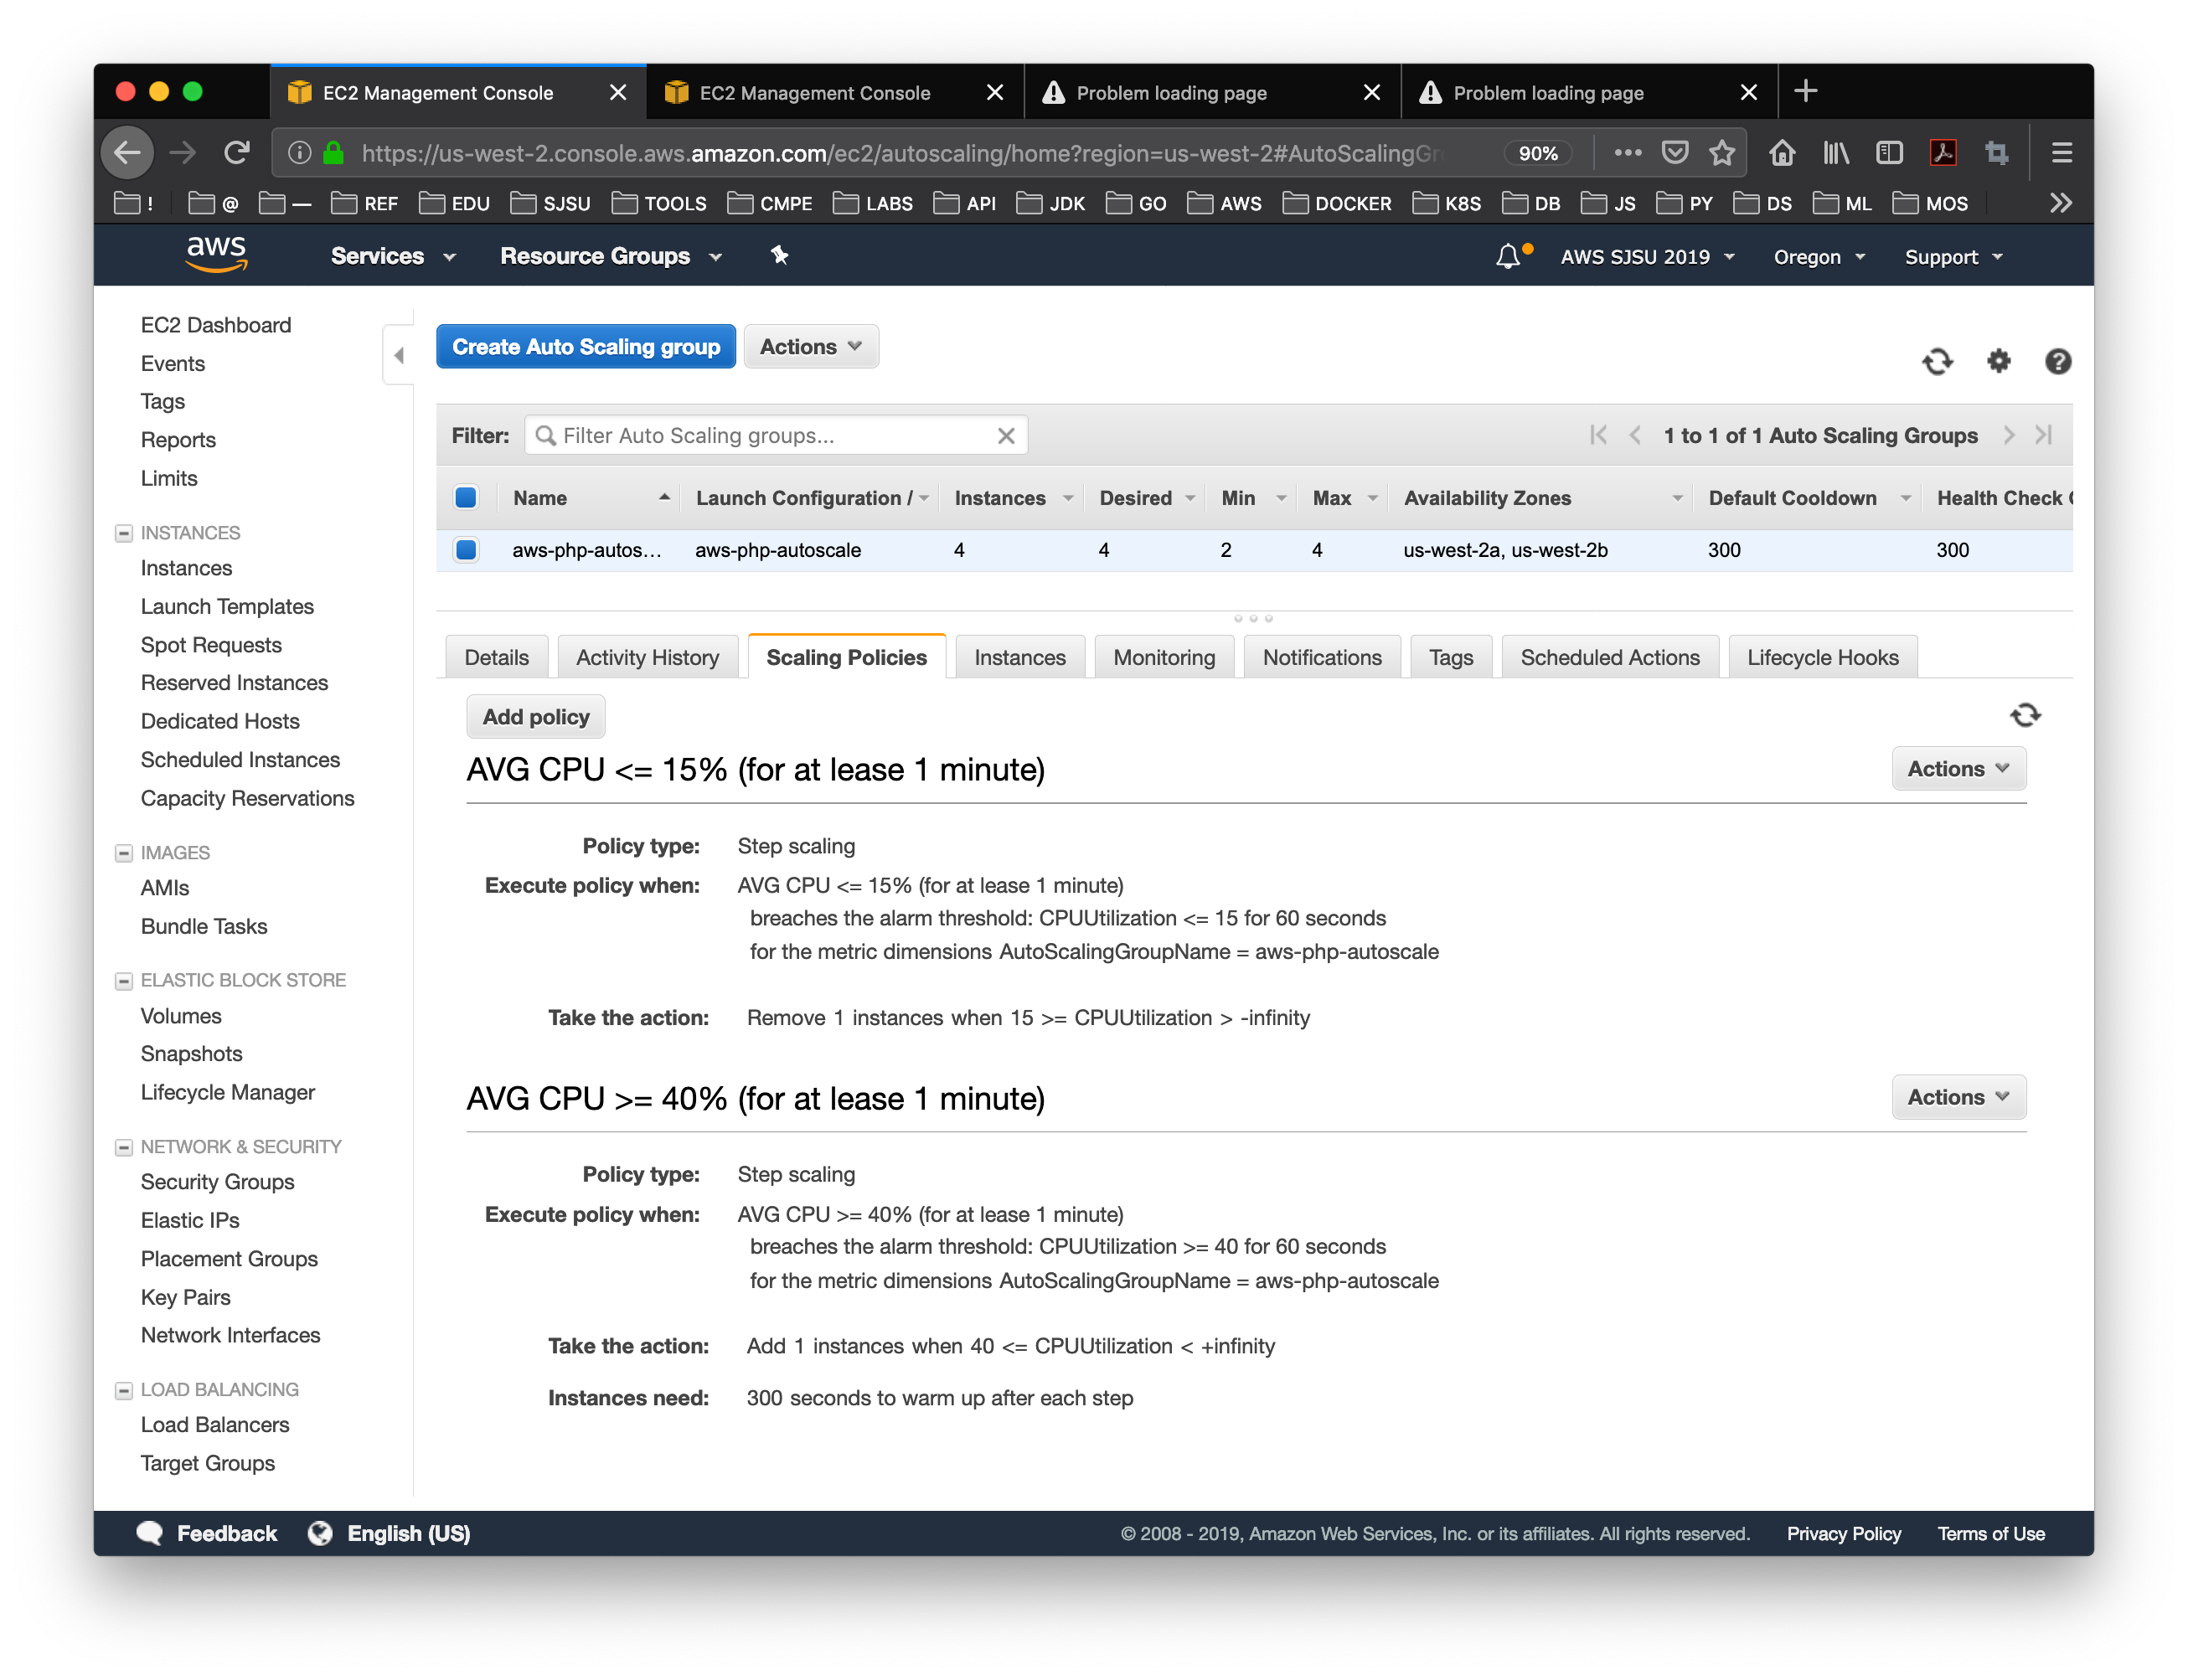 EC2 Management Console
EC2 Management Console
Problem loading page
Problem loading page
https://us-west-2.console.aws.amazon.com/ec2/autoscaling/home?region=us-west-2#AutoScalingGr
90%
!
@
—
REF
EDU
SJSU
TOOLS
CMPE
LABS
API
JDK
GO
AWS
DOCKER
K8S
DB
JS
PY
DS
ML
MOS
aws
Services
Resource Groups
AWS SJSU 2019
Oregon
Support
EC2 Dashboard
Events
Tags
Reports
Limits
INSTANCES
Instances
Launch Templates
Spot Requests
Reserved Instances
Dedicated Hosts
Scheduled Instances
Capacity Reservations
IMAGES
AMIs
Bundle Tasks
ELASTIC BLOCK STORE
Volumes
Snapshots
Lifecycle Manager
NETWORK & SECURITY
Security Groups
Elastic IPs
Placement Groups
Key Pairs
Network Interfaces
LOAD BALANCING
Load Balancers
Target Groups
Create Auto Scaling group
Actions
Filter: Filter Auto Scaling groups...
1 to 1 of 1 Auto Scaling Groups
Name Launch Configuration / Instances Desired Min Max Availability Zones Default Cooldown Health Check
aws-php-autos... aws-php-autoscale 4 4 2 4 us-west-2a, us-west-2b 300 300
Details
Activity History
Scaling Policies
Instances
Monitoring
Notifications
Tags
Scheduled Actions
Lifecycle Hooks
Add policy
AVG CPU <= 15% (for at lease 1 minute)
Actions
Policy type: Step scaling
Execute policy when: AVG CPU <= 15% (for at lease 1 minute)
breaches the alarm threshold: CPUUtilization <= 15 for 60 seconds
for the metric dimensions AutoScalingGroupName = aws-php-autoscale
Take the action: Remove 1 instances when 15 >= CPUUtilization > -infinity
AVG CPU >= 40% (for at lease 1 minute)
Actions
Policy type: Step scaling
Execute policy when: AVG CPU >= 40% (for at lease 1 minute)
breaches the alarm threshold: CPUUtilization >= 40 for 60 seconds
for the metric dimensions AutoScalingGroupName = aws-php-autoscale
Take the action: Add 1 instances when 40 <= CPUUtilization < +infinity
Instances need: 300 seconds to warm up after each step
Feedback
English (US)
© 2008 - 2019, Amazon Web Services, Inc. or its affiliates. All rights reserved.
Privacy Policy
Terms of Use